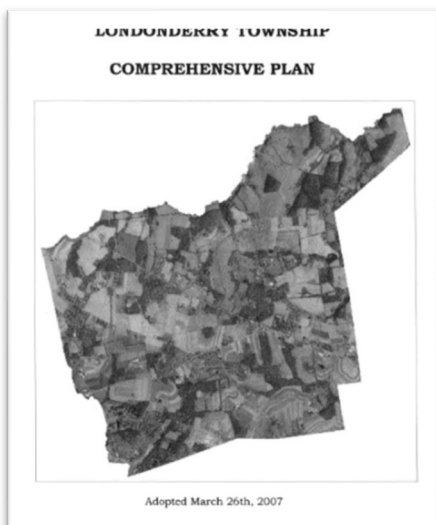 LONDONDERRY TOWNSHIP
COMPREHENSIVE PLAN
Adopted March 26th, 2007